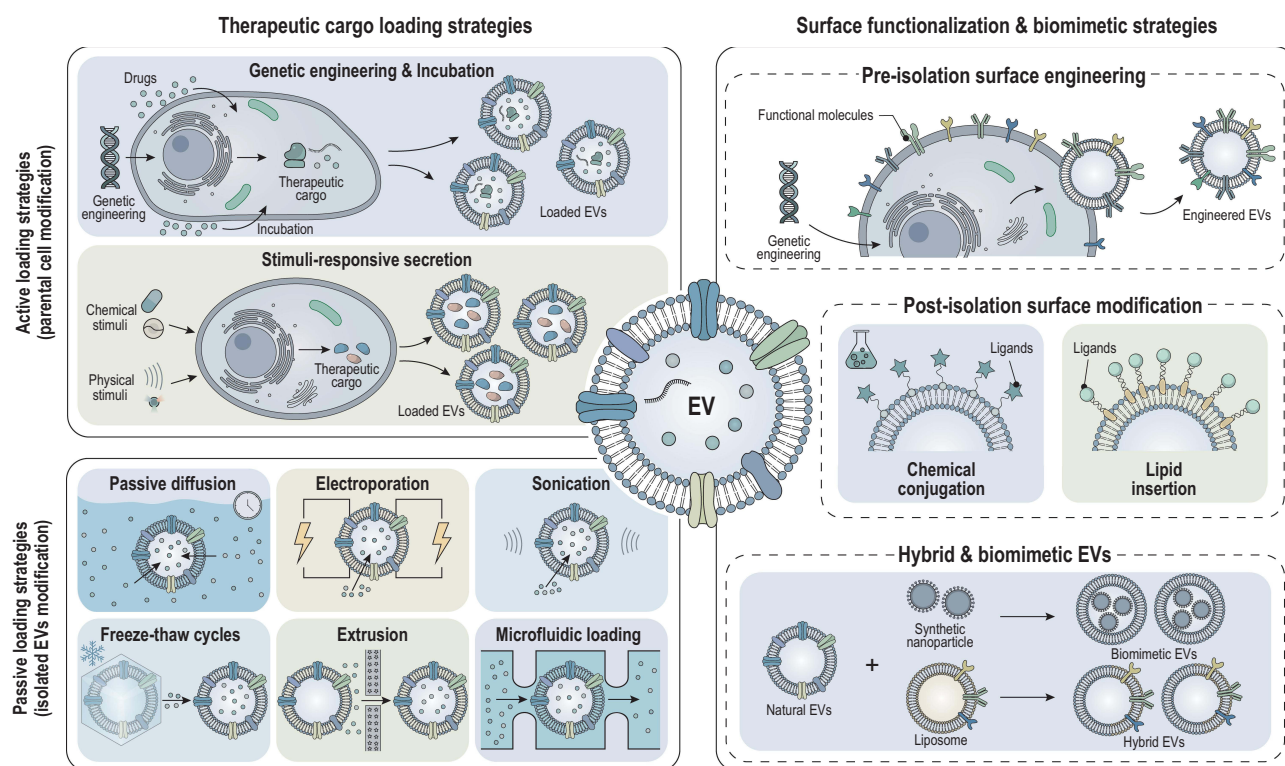 Therapeutic cargo loading strategies
Active loading strategies
(parental cell modification)
Genetic engineering & Incubation
Drugs
Genetic
engineering
Therapeutic
cargo
Incubation
Loaded EVs
Stimuli-responsive secretion
Chemical
stimuli
Physical
stimuli
Therapeutic
cargo
Loaded EVs
Passive loading strategies
(isolated EVs modification)
Passive diffusion
Electroporation
Sonication
Freeze-thaw cycles
Extrusion
Microfluidic loading
EV
Surface functionalization & biomimetic strategies
Pre-isolation surface engineering
Functional molecules
Genetic
engineering
Engineered EVs
Post-isolation surface modification
Ligands
Chemical
conjugation
Ligands
Lipid
insertion
Hybrid & biomimetic EVs
Natural EVs
+
Synthetic
nanoparticle
Biomimetic EVs
Liposome
Hybrid EVs